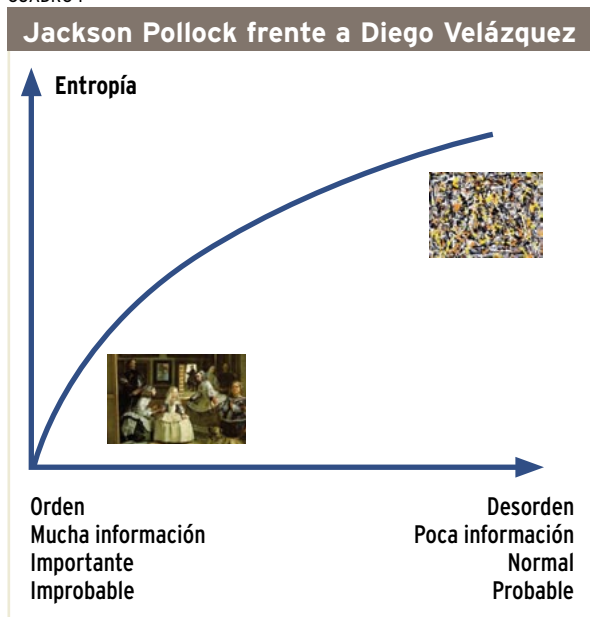 Jackson Pollock frente a Diego Velázquez
Entropía
Orden
Mucha información
Importante
Improbable
Desorden
Poca información
Normal
Probable